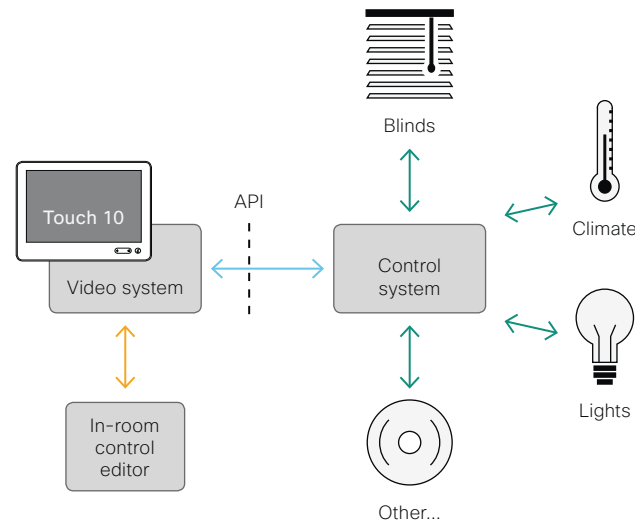 Blinds
Climate
API
Touch 10
Video system
Control
system
Lights
In-room
control
editor
Other...